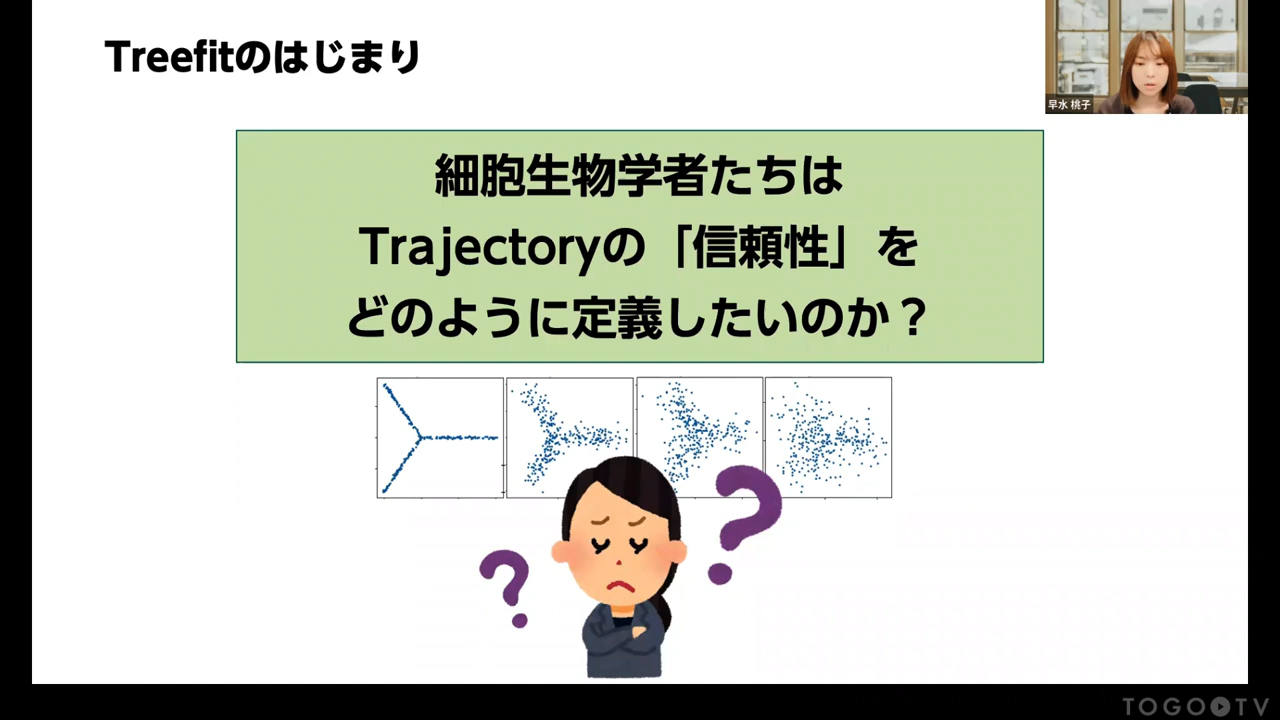 Treefitのはじまり
早水 桃子
細胞生物学者たちは
Trajectoryの「信頼性」を
どのように定義したいのか？
TOGOTV